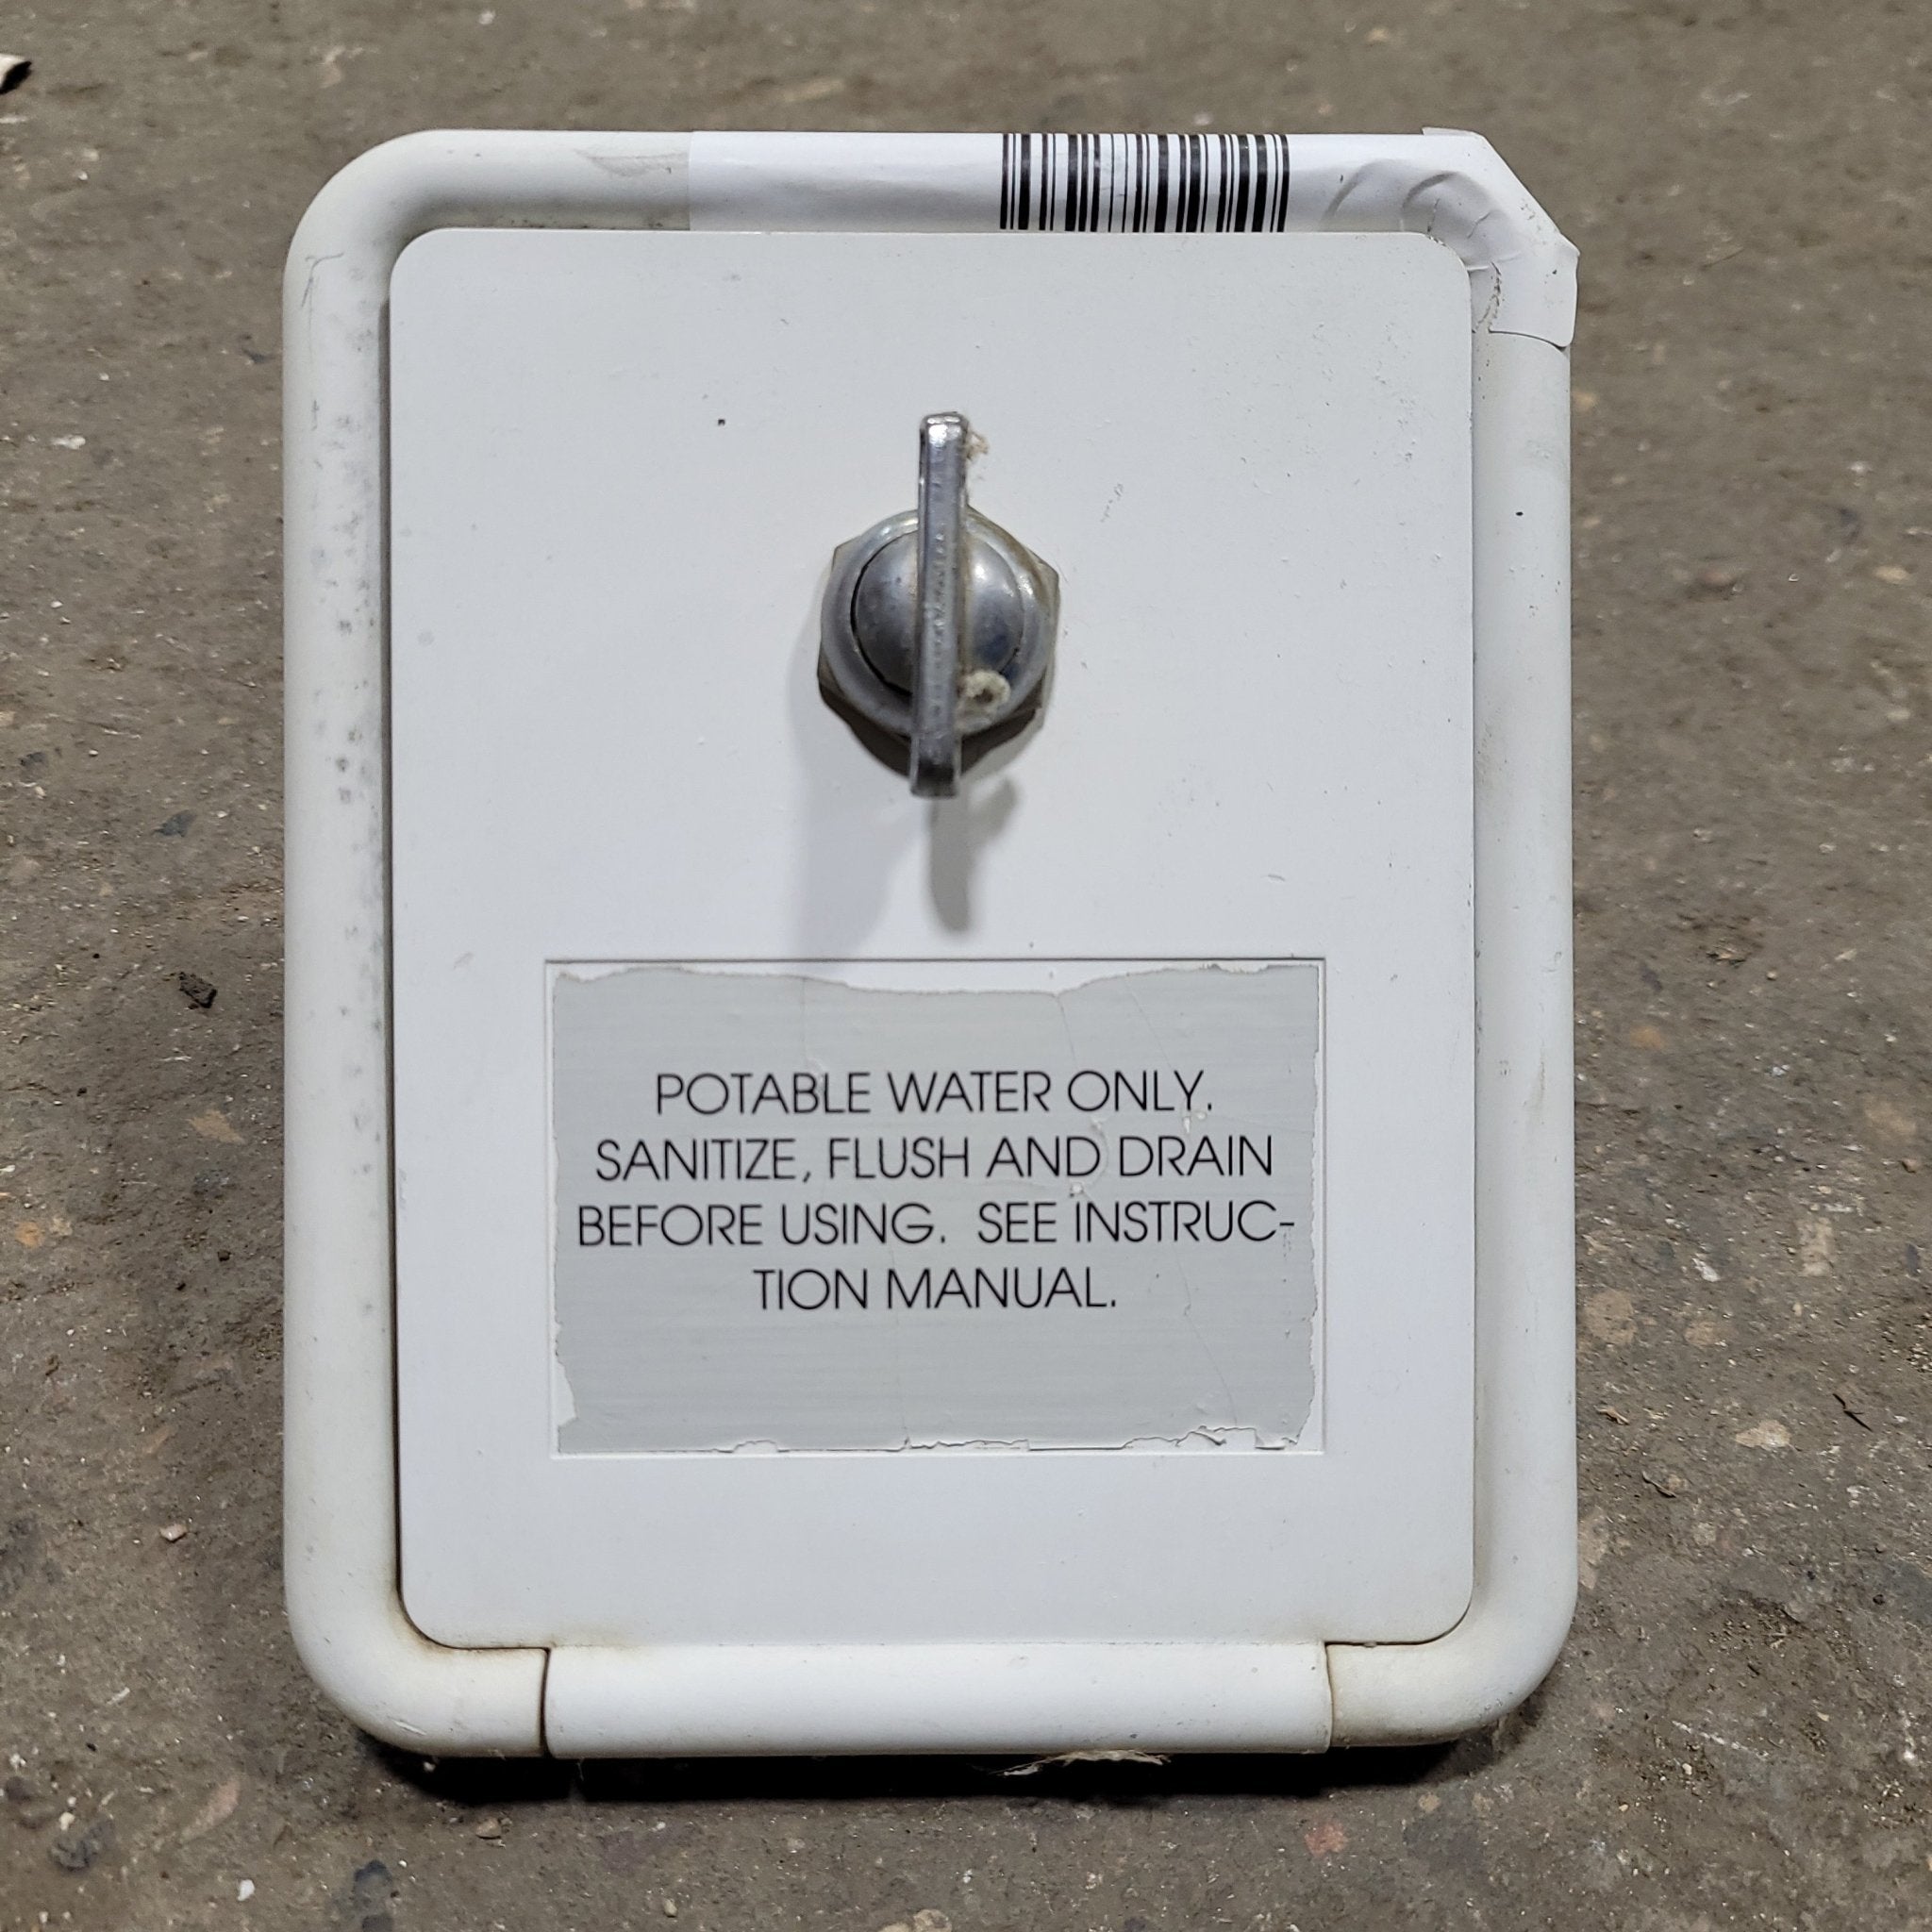 POTABLE WATER ONLY.
SANITIZE, FLUSH AND DRAIN
BEFORE USING. SEE INSTRUC-
TION MANUAL.